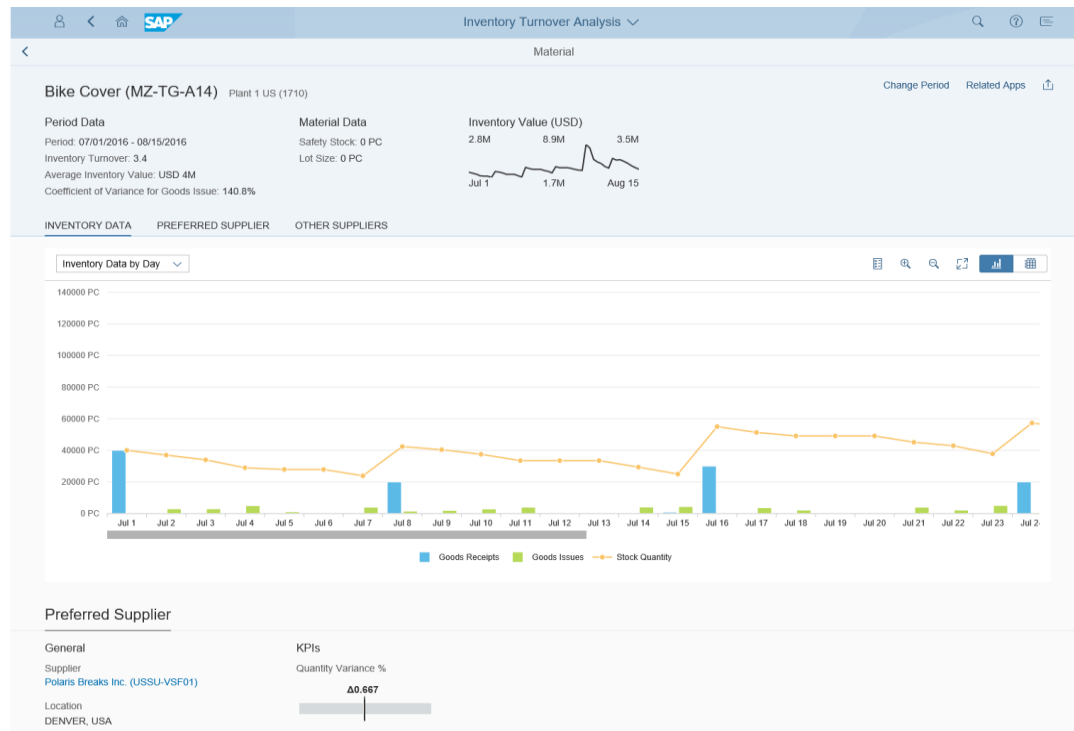 SAP
Inventory Turnover Analysis
Material
Bike Cover (MZ-TG-A14) Plant 1 US (1710)
Change Period Related Apps
Period Data
Period: 07/01/2016 - 08/15/2016
Inventory Turnover: 3.4
Average Inventory Value: USD 4M
Coefficient of Variance for Goods Issue: 140.8%
Material Data
Safety Stock: 0 PC
Lot Size: 0 PC
Inventory Value (USD)
2.8M 8.9M 3.5M
Jul 1 1.7M Aug 15
INVENTORY DATA PREFERRED SUPPLIER OTHER SUPPLIERS
Inventory Data by Day
140000 PC
120000 PC
100000 PC
80000 PC
60000 PC
40000 PC
20000 PC
0 PC
Jul 1 Jul 2 Jul 3 Jul 4 Jul 5 Jul 6 Jul 7 Jul 8 Jul 9 Jul 10 Jul 11 Jul 12 Jul 13 Jul 14 Jul 15 Jul 16 Jul 17 Jul 18 Jul 19 Jul 20 Jul 21 Jul 22 Jul 23 Jul 2
Goods Receipts Goods Issues Stock Quantity
Preferred Supplier
General
Supplier
Polaris Breaks Inc. (USSU-VSF01)
Location
DENVER, USA
KPIs
Quantity Variance %
Δ0.667